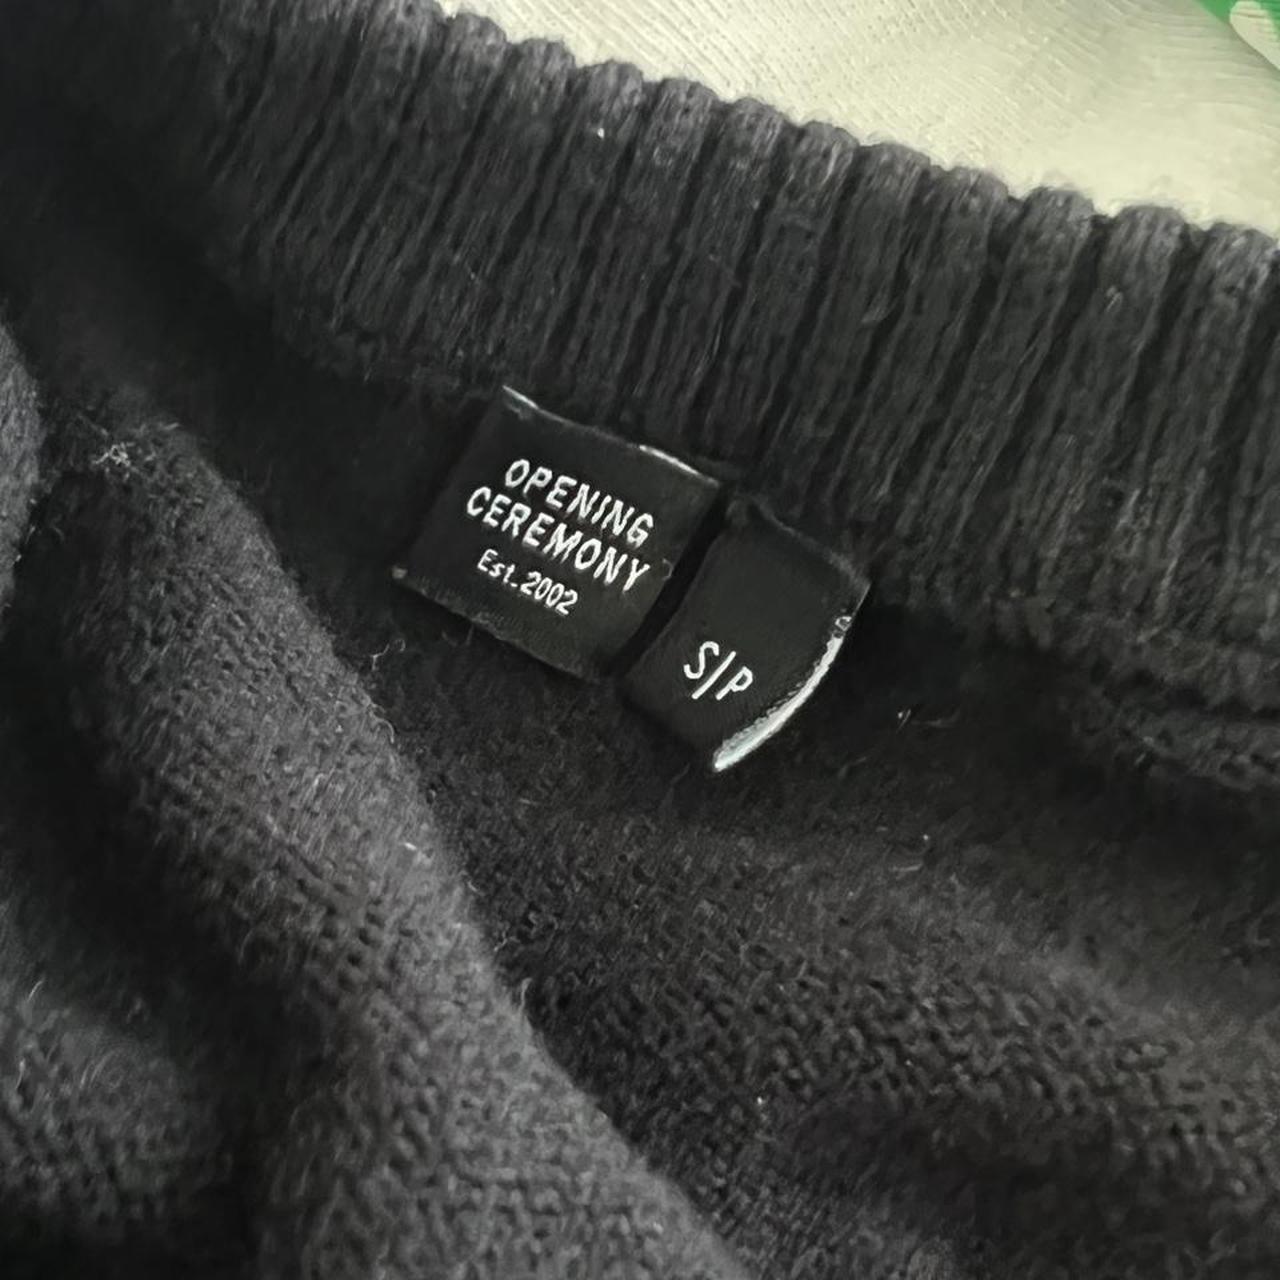 OPENING
CEREMONY
Est.2002
S|P